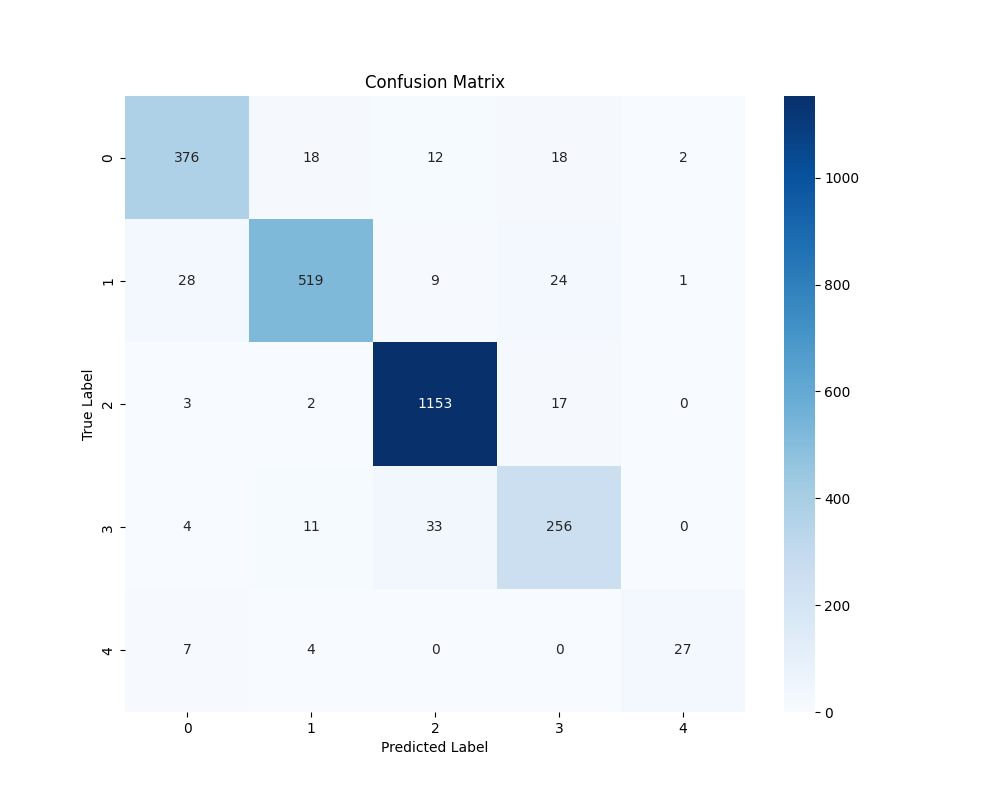 Confusion Matrix
0 376 18 12 18 2
1 28 519 9 24 1
2 3 2 1153 17 0
3 4 11 33 256 0
4 7 4 0 0 27
0 1 2 3 4
Predicted Label
True Label
1000
800
600
400
200
0